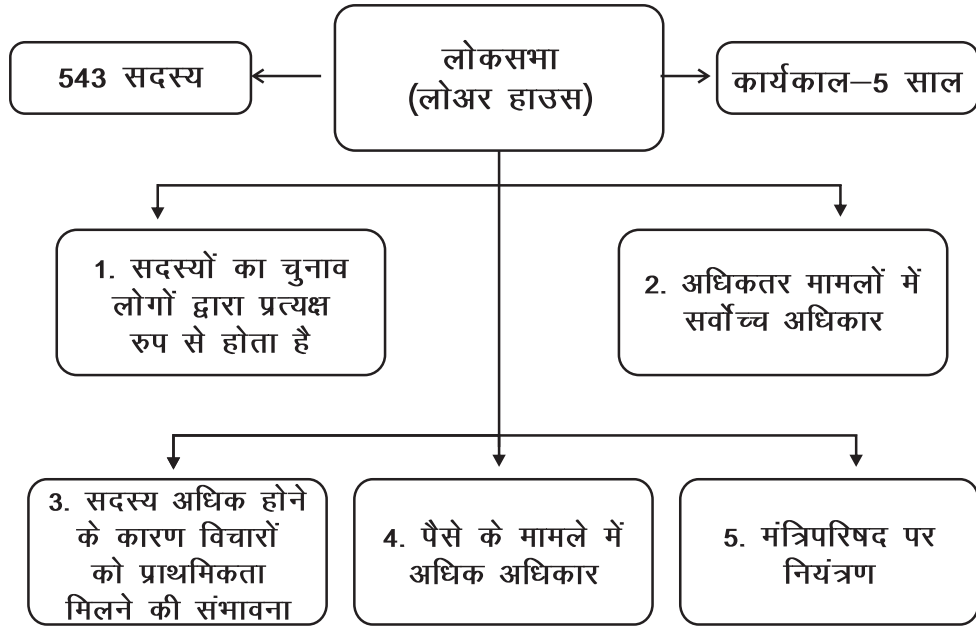 543 सदस्य
लोकसभा
(लोअर हाउस)
कार्यकाल–5 साल
1. सदस्यों का चुनाव
लोगों द्वारा प्रत्यक्ष
रुप से होता है
2. अधिकतर मामलों में
सर्वोच्च अधिकार
3. सदस्य अधिक होने
के कारण विचारों
को प्राथमिकता
मिलने की संभावना
4. पैसे के मामले में
अधिक अधिकार
5. मंत्रिपरिषद पर
नियंत्रण